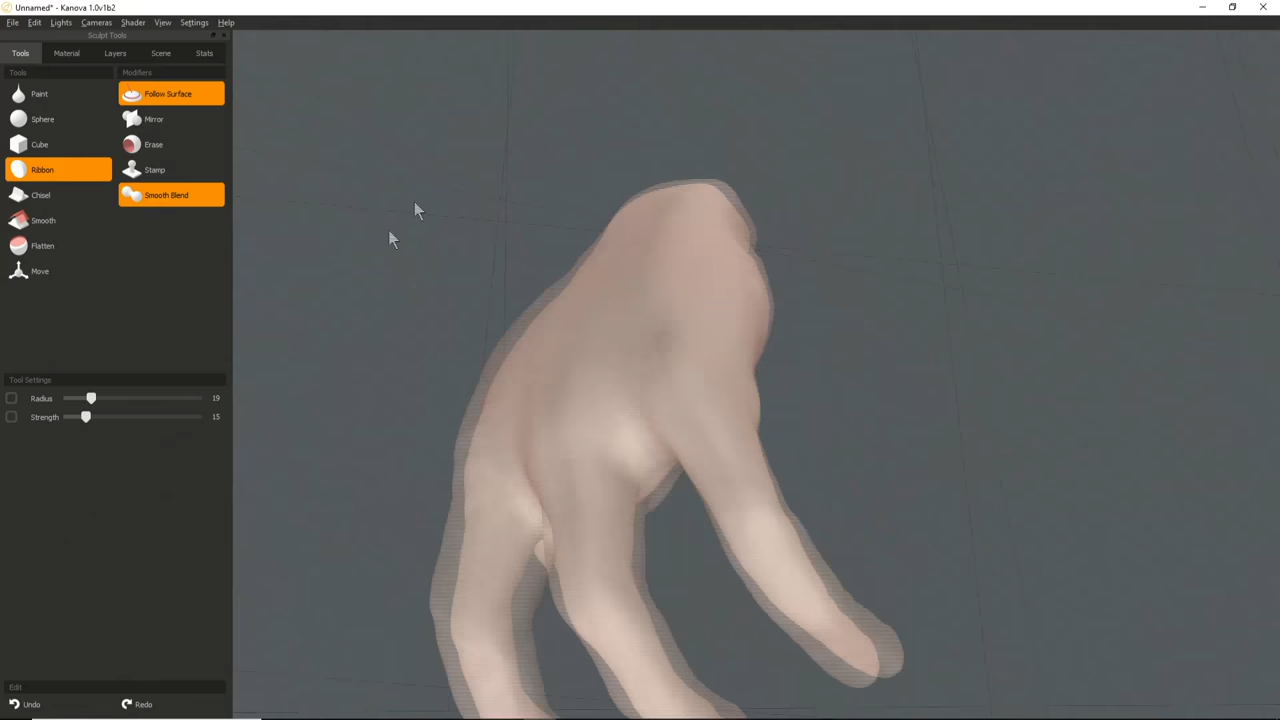 Unnamed* - Kanova 1.0v1b2
File Edit Lights Cameras Shader View Settings Help
Sculpt Tools
Tools Material Layers Scene Stats
Tools Modifiers
Paint Follow Surface
Sphere Mirror
Cube Erase
Ribbon Stamp
Chisel Smooth Blend
Smooth
Flatten
Move
Tool Settings
Radius 19
Strength 15
Edit
Undo Redo